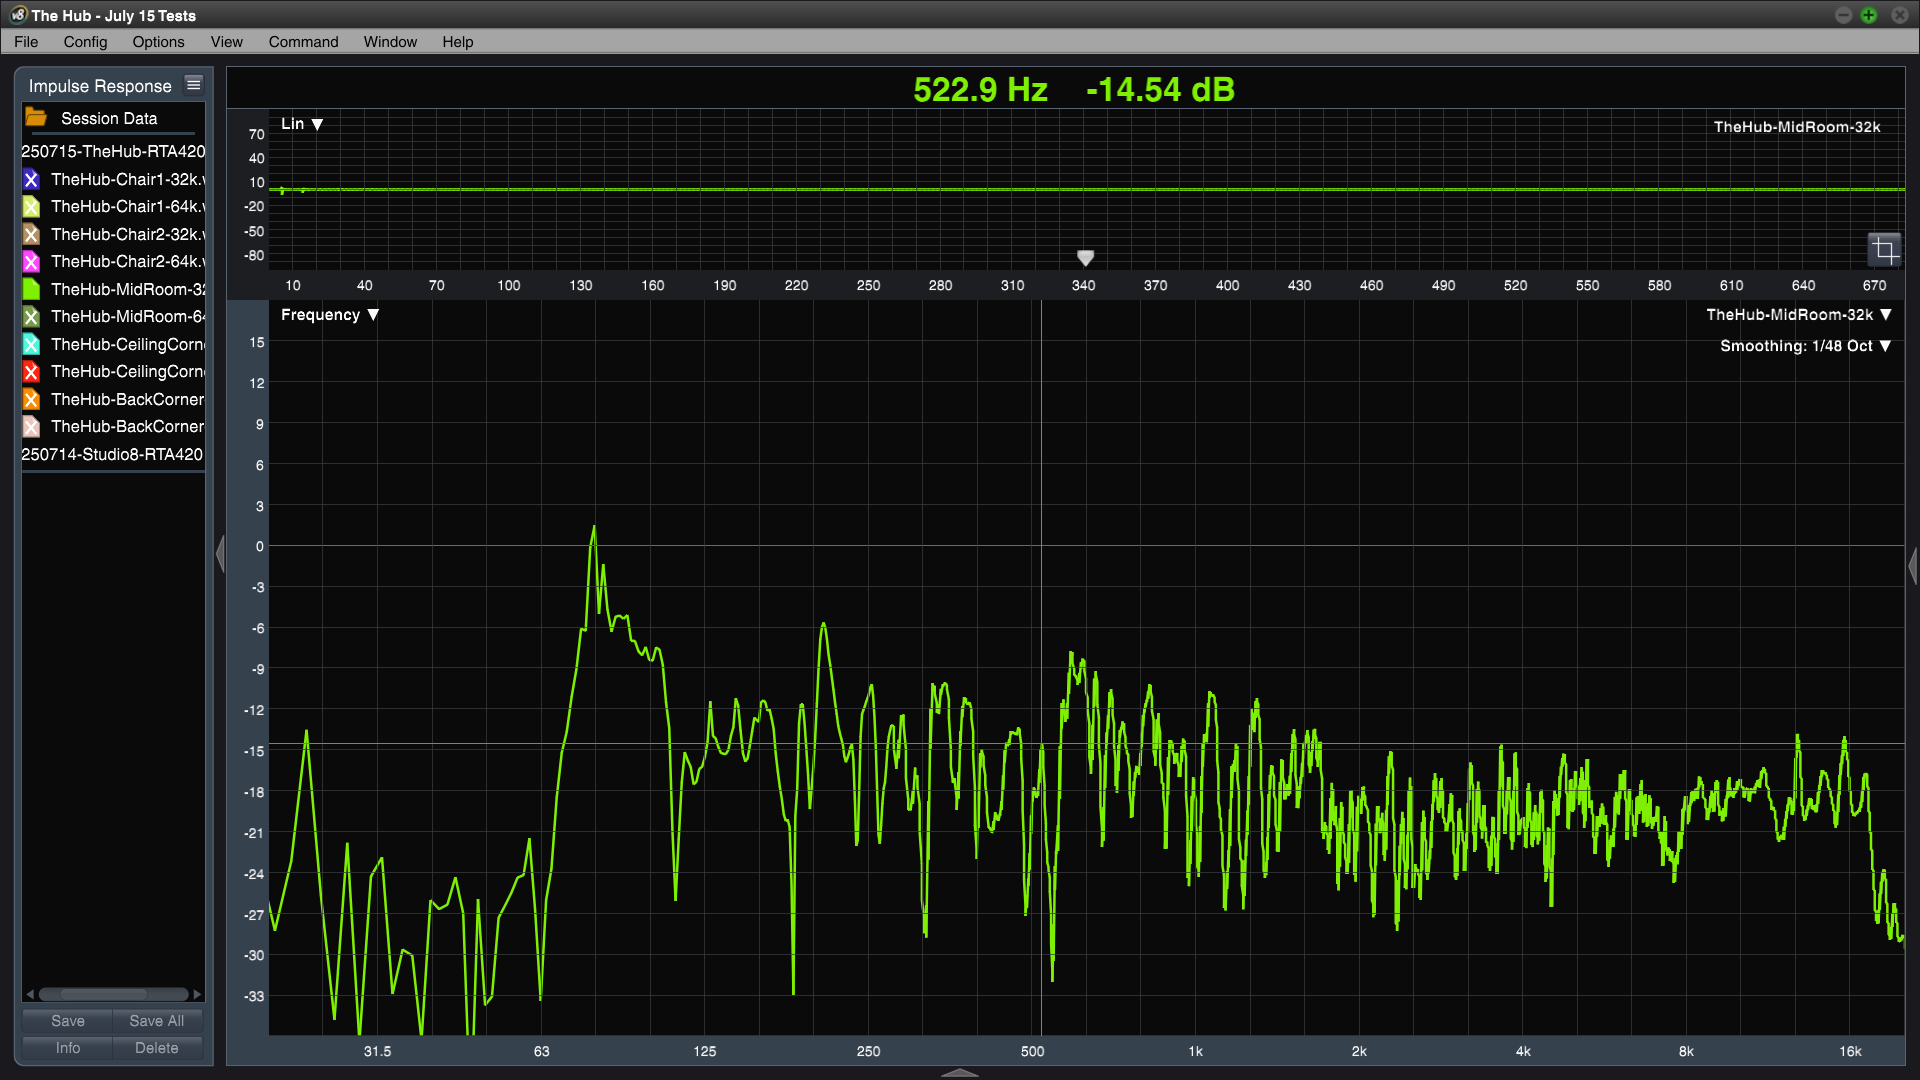 The Hub - July 15 Tests
File Config Options View Command Window Help
Impulse Response
Session Data
250715-TheHub-RTA420
TheHub-Chair1-32k.
TheHub-Chair1-64k.
TheHub-Chair2-32k.
TheHub-Chair2-64k.
TheHub-MidRoom-32
TheHub-MidRoom-64
TheHub-CeilingCorn
TheHub-CeilingCorn
TheHub-BackCorner
TheHub-BackCorner
250714-Studio8-RTA420
Save Save All
Info Delete
522.9 Hz -14.54 dB
Lin ▼
TheHub-MidRoom-32k
70
40
10
-20
-50
-80
10 40 70 100 130 160 190 220 250 280 310 340 370 400 430 460 490 520 550 580 610 640 670
Frequency ▼
TheHub-MidRoom-32k ▼
Smoothing: 1/48 Oct ▼
15
12
9
6
3
0
-3
-6
-9
-12
-15
-18
-21
-24
-27
-30
-33
31.5 63 125 250 500 1k 2k 4k 8k 16k